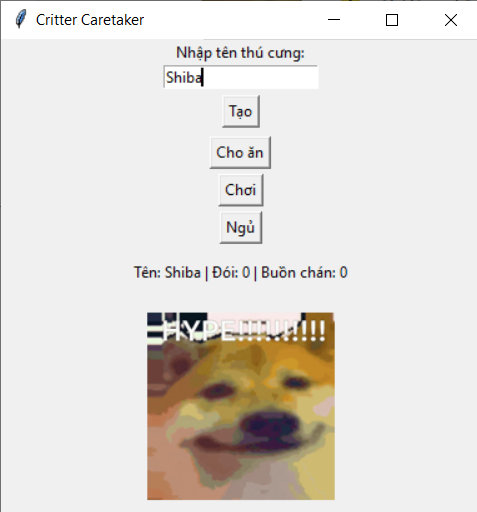 Critter Caretaker
Nhập tên thú cưng:
Shiba
Tạo
Cho ăn
Chơi
Ngủ
Tên: Shiba | Đói: 0 | Buồn chán: 0
HYPE!!!!!!!!!!